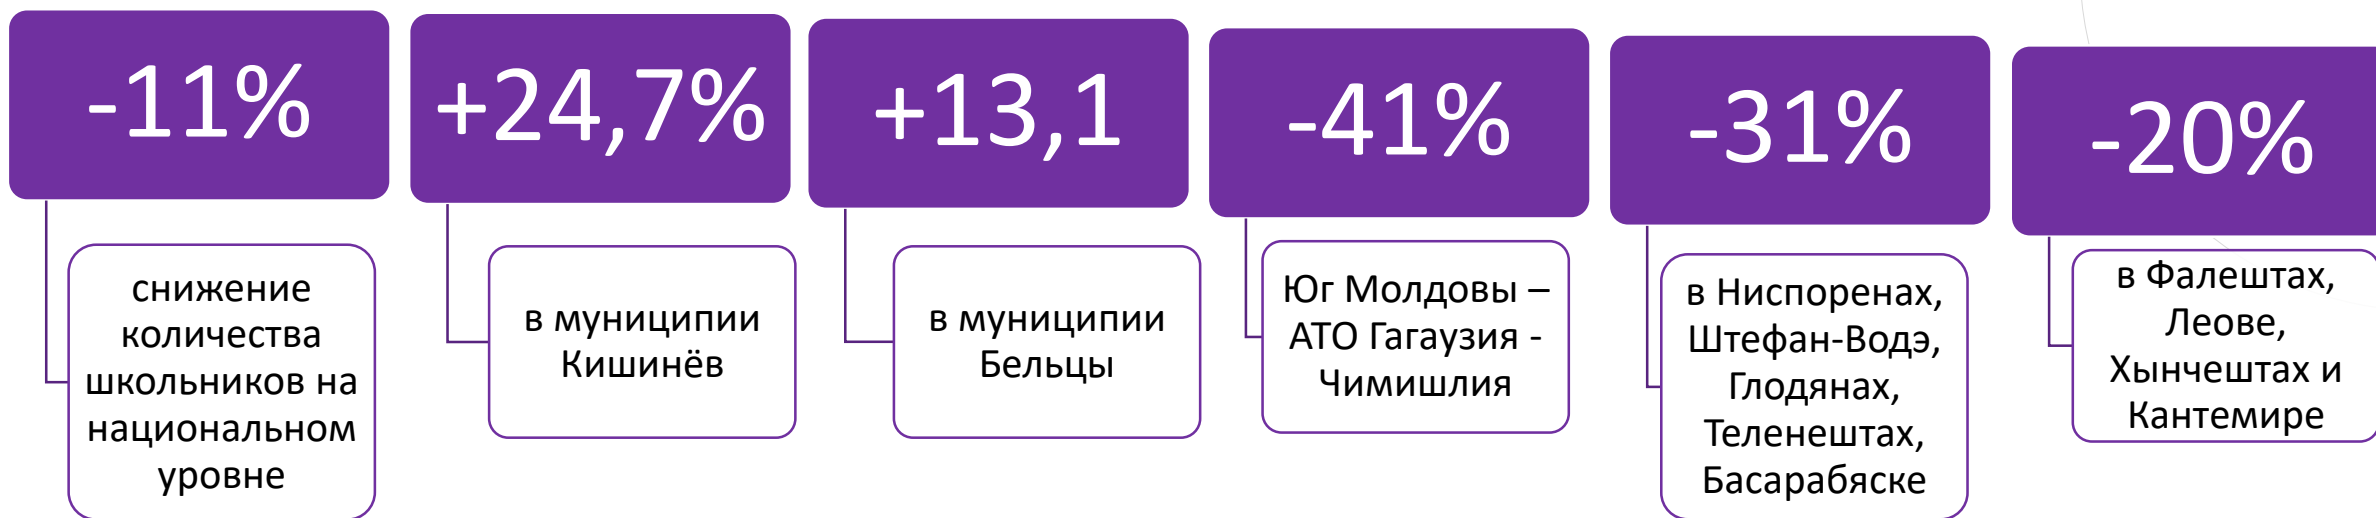 -11%
снижение
количества
школьников на
национальном
уровне
+24,7%
в муниципии
Кишинёв
+13,1
в муниципии
Бельцы
-41%
Юг Молдовы –
АТО Гагаузия -
Чимишлия
-31%
в Ниспоренах,
Штефан-Водэ,
Глодянах,
Теленештах,
Басарабяске
-20%
в Фалештах,
Леове,
Хынчештах и
Кантемире